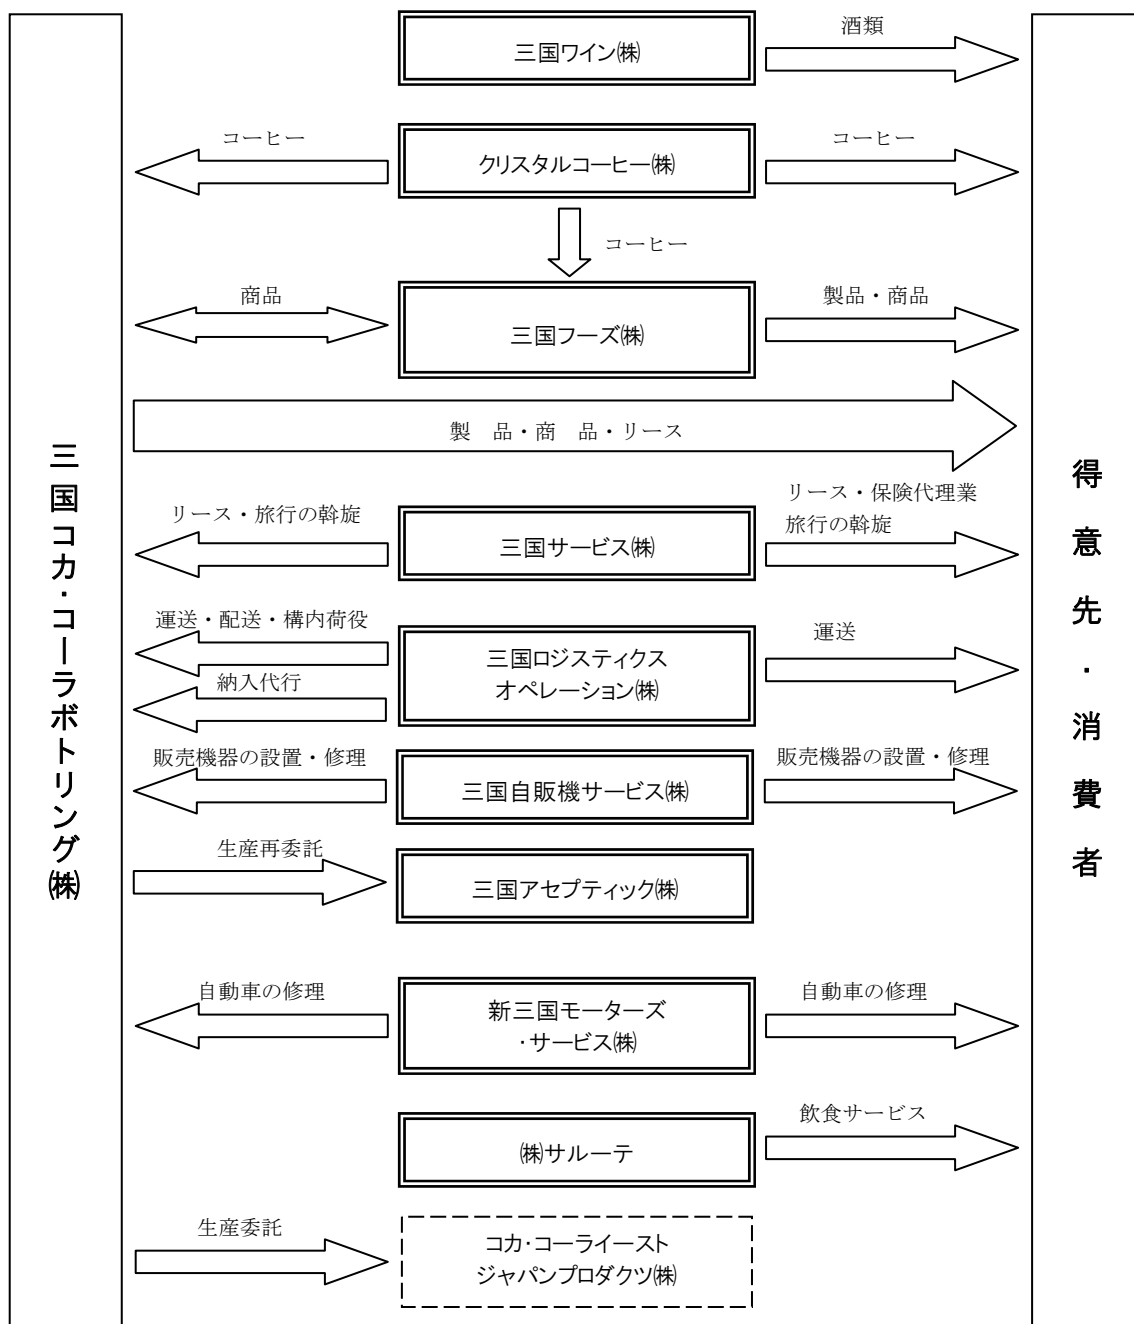 三国コカ・コーラボトリング㈱
得意先・消費者
三国ワイン㈱
酒類
コーヒー
クリスタルコーヒー㈱
コーヒー
コーヒー
商品
三国フーズ㈱
製品・商品
製 品・商 品・リース
リース・旅行の斡旋
三国サービス㈱
リース・保険代理業
旅行の斡旋
運送・配送・構内荷役
納入代行
三国ロジスティクス
オペレーション㈱
運送
販売機器の設置・修理
三国自販機サービス㈱
販売機器の設置・修理
生産再委託
三国アセプティック㈱
自動車の修理
新三国モーターズ
・サービス㈱
自動車の修理
㈱サルーテ
飲食サービス
生産委託
コカ・コーライースト
ジャパンプロダクツ㈱